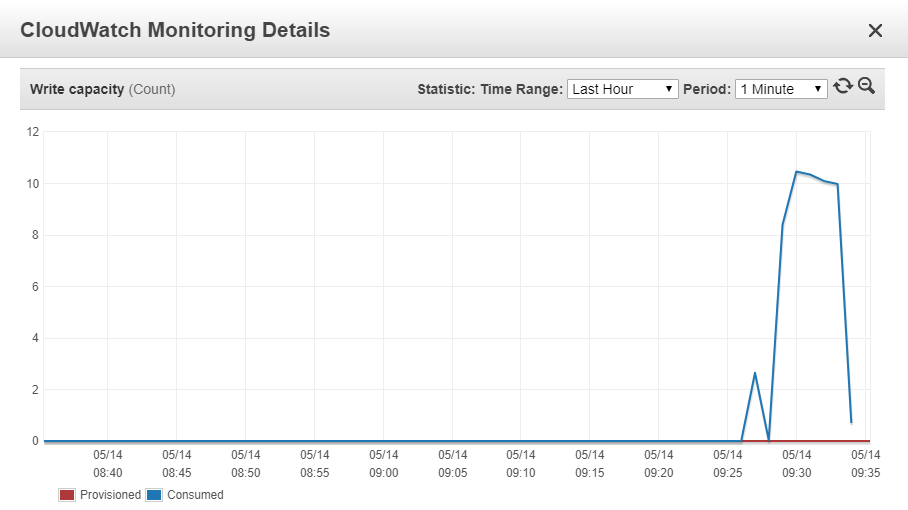 CloudWatch Monitoring Details
Write capacity (Count) Statistic: Time Range: Last Hour Period: 1 Minute
12
10
8
6
4
2
0
05/14 05/14 05/14 05/14 05/14 05/14 05/14 05/14 05/14 05/14 05/14 05/14
08:40 08:45 08:50 08:55 09:00 09:05 09:10 09:15 09:20 09:25 09:30 09:35
Provisioned Consumed